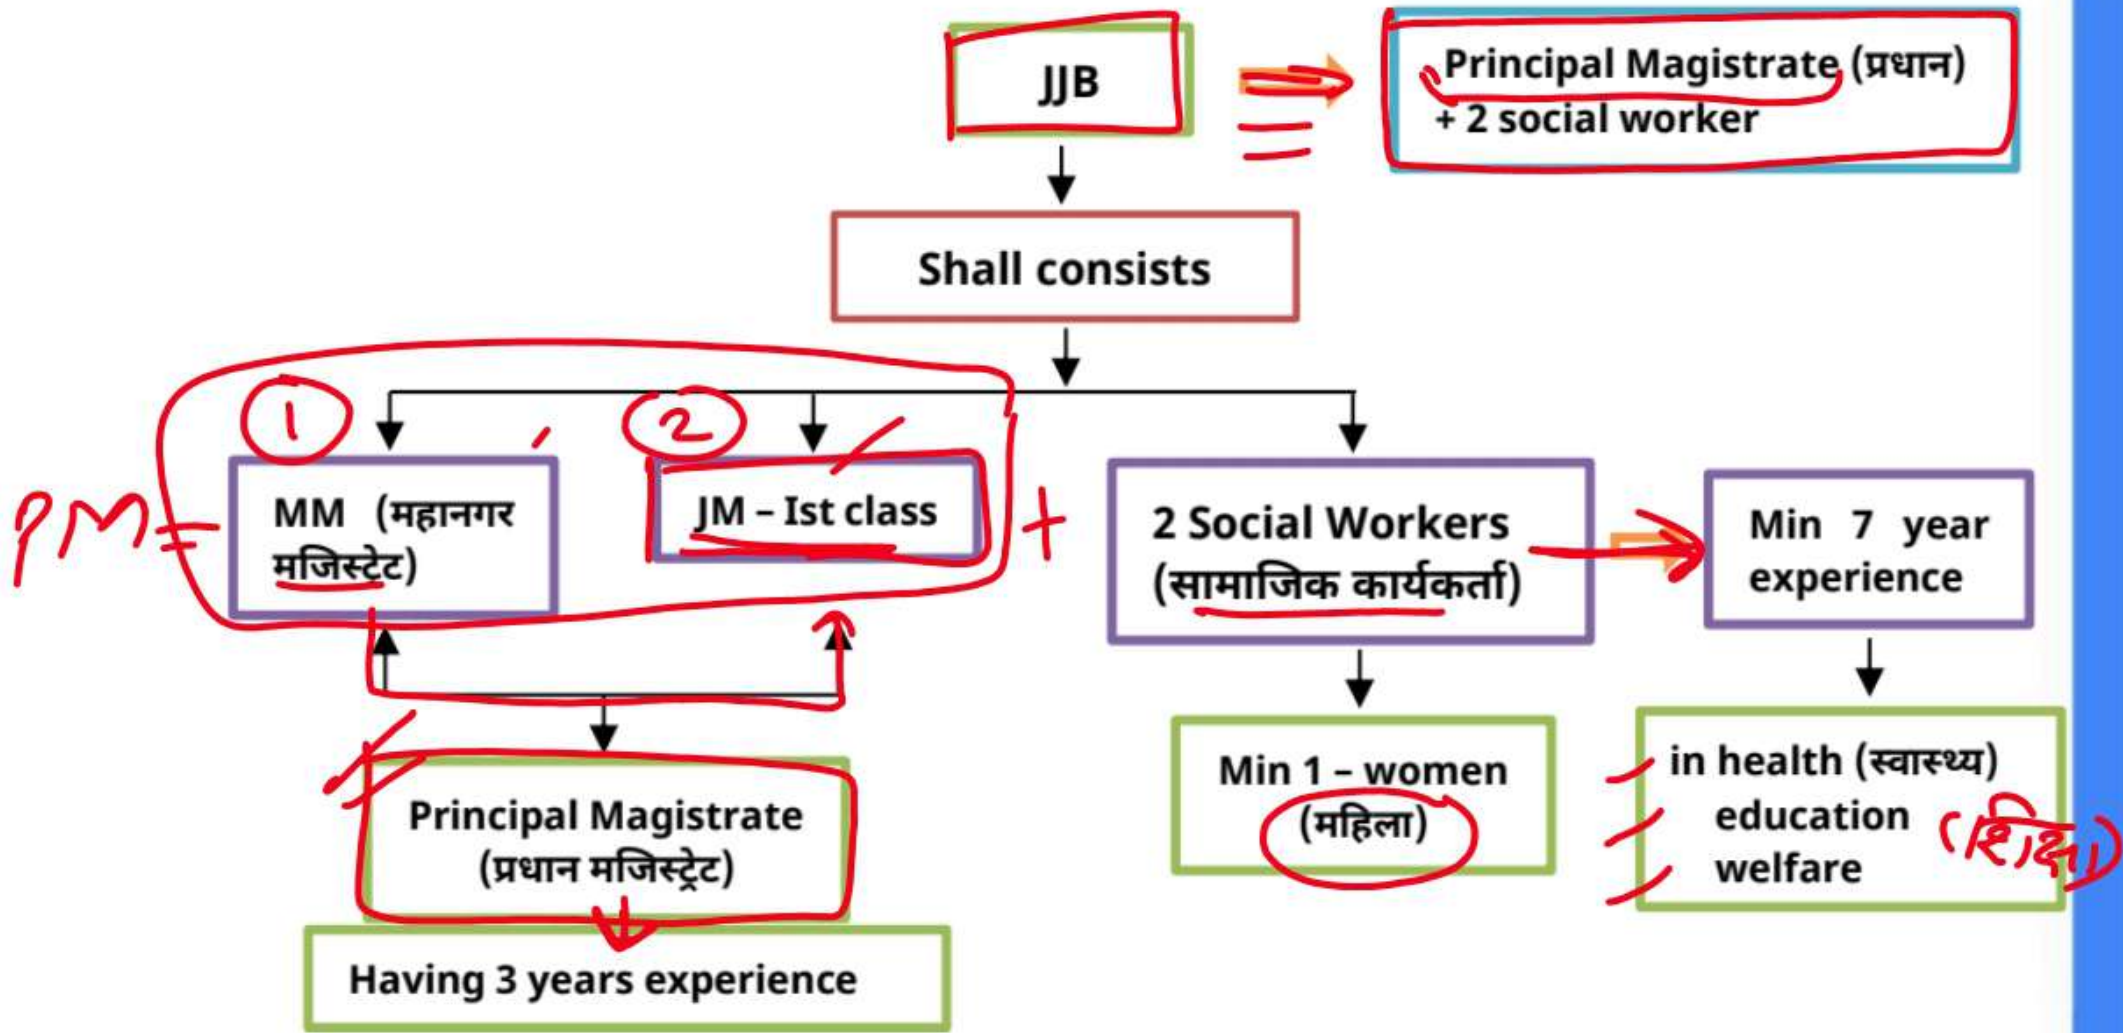 JJB
Principal Magistrate (प्रधान)
+ 2 social worker
Shall consists
1
2
PM=
MM (महानगर
मजिस्ट्रेट)
JM – Ist class
+
2 Social Workers
(सामाजिक कार्यकर्ता)
Min 7 year
experience
Principal Magistrate
(प्रधान मजिस्ट्रेट)
Having 3 years experience
Min 1 – women
(महिला)
in health (स्वास्थ्य)
education (शिक्षा)
welfare